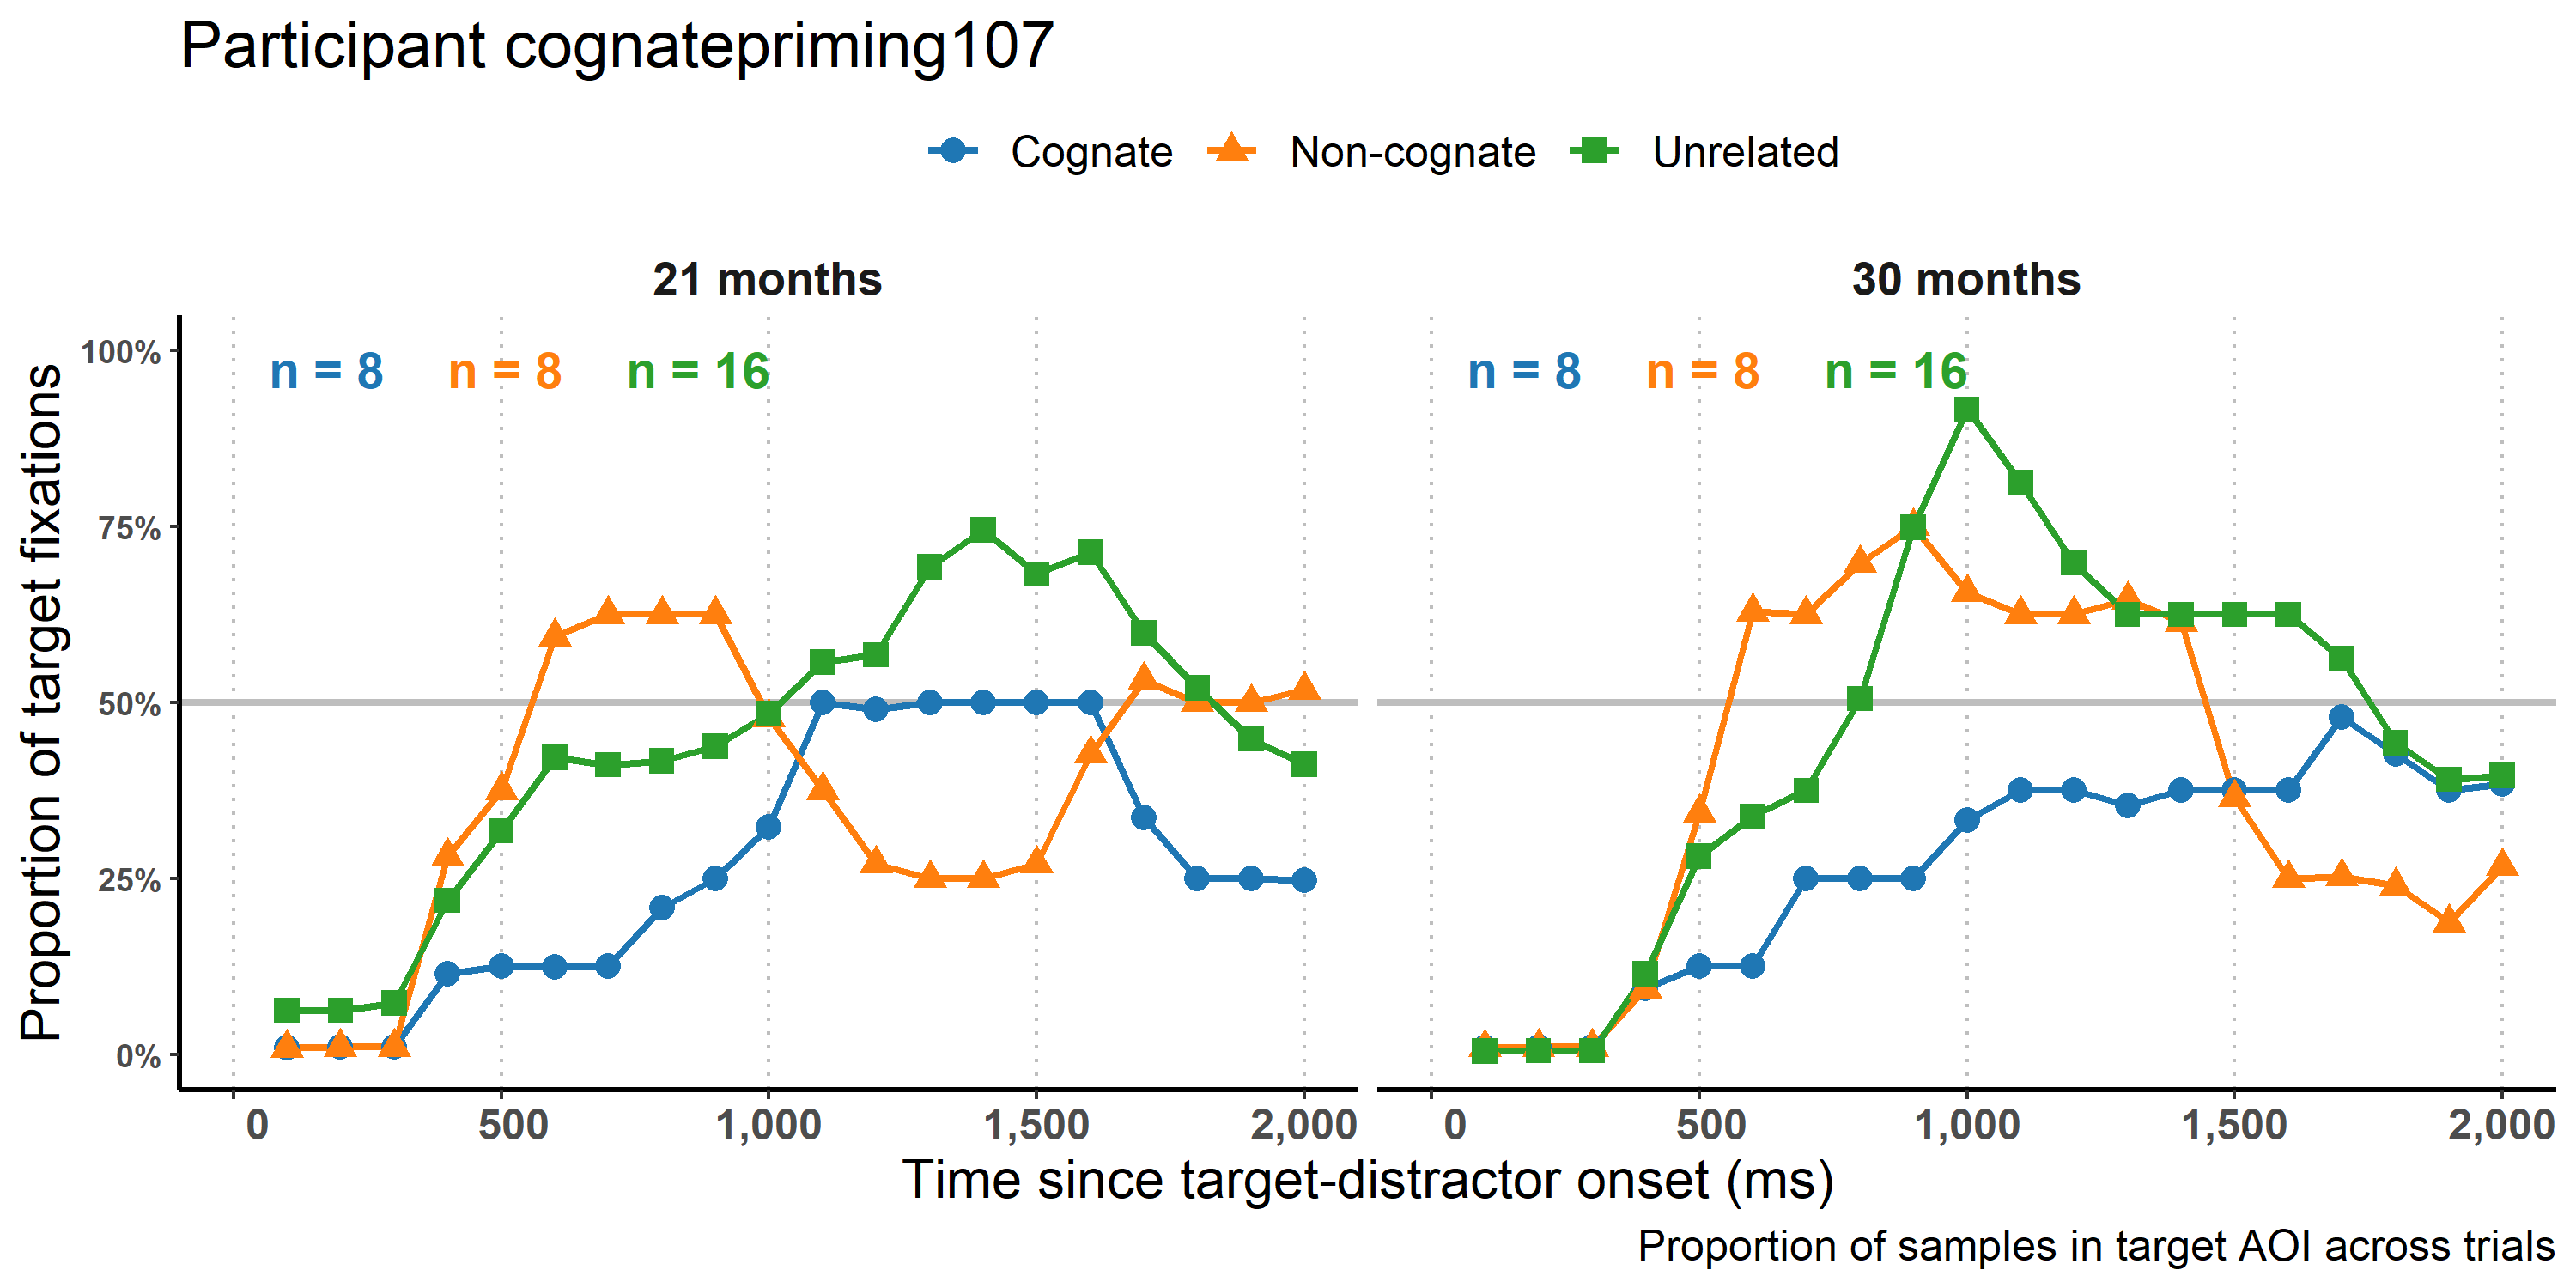 Participant cognatepriming107
Cognate Non-cognate Unrelated
21 months 30 months
Proportion of target fixations
100%
75%
50%
25%
0%
n = 8 n = 8 n = 16
n = 8 n = 8 n = 16
0 500 1,000 1,500 2,000
0 500 1,000 1,500 2,000
Time since target-distractor onset (ms)
Proportion of samples in target AOI across trials